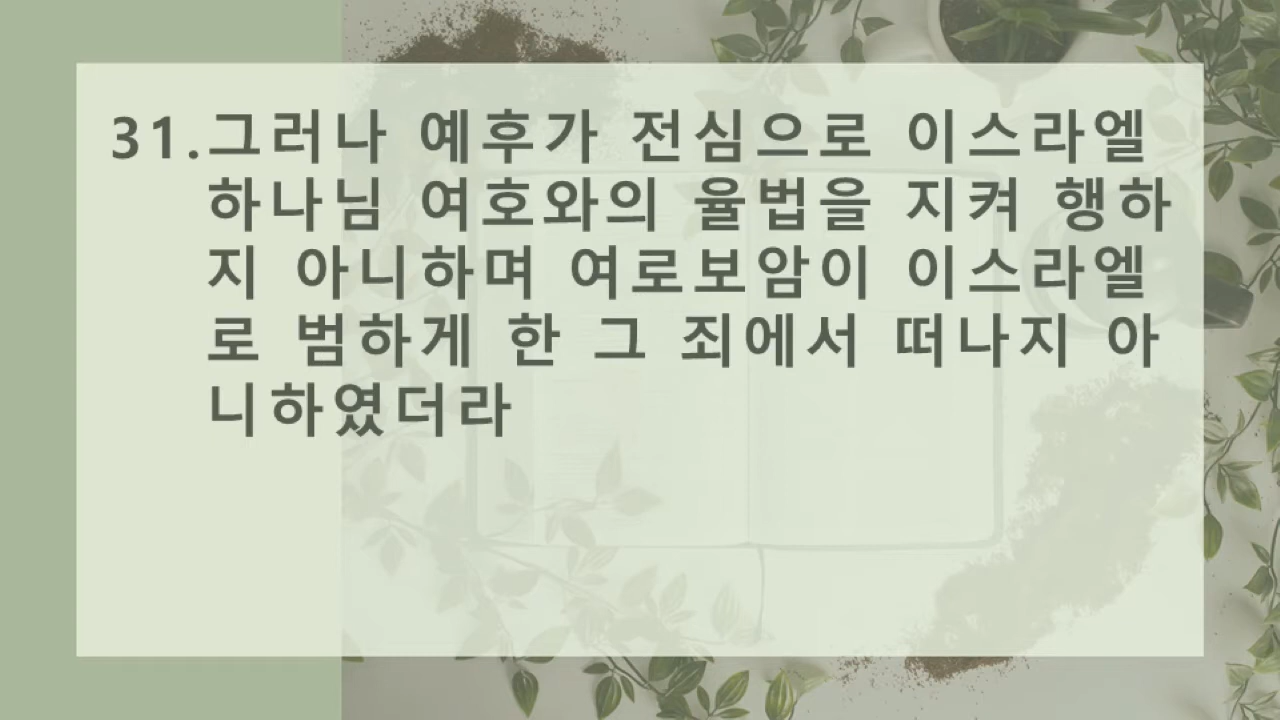 31.그러나 예후가 전심으로 이스라엘
하나님 여호와의 율법을 지켜 행하
지 아니하며 여로보암이 이스라엘
로 범하게 한 그 죄에서 떠나지 아
니하였더라